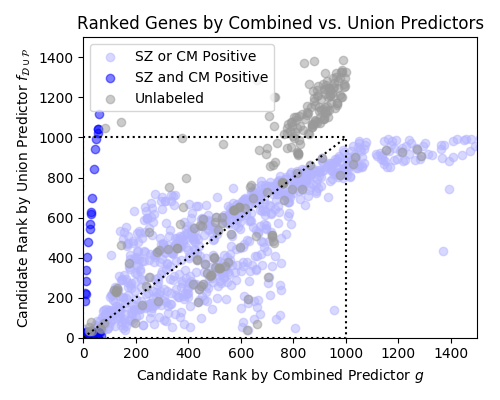 Ranked Genes by Combined vs. Union Predictors
Candidate Rank by Union Predictor f_{D∪P}
1400
1200
1000
800
600
400
200
0
SZ or CM Positive
SZ and CM Positive
Unlabeled
0 200 400 600 800 1000 1200 1400
Candidate Rank by Combined Predictor g